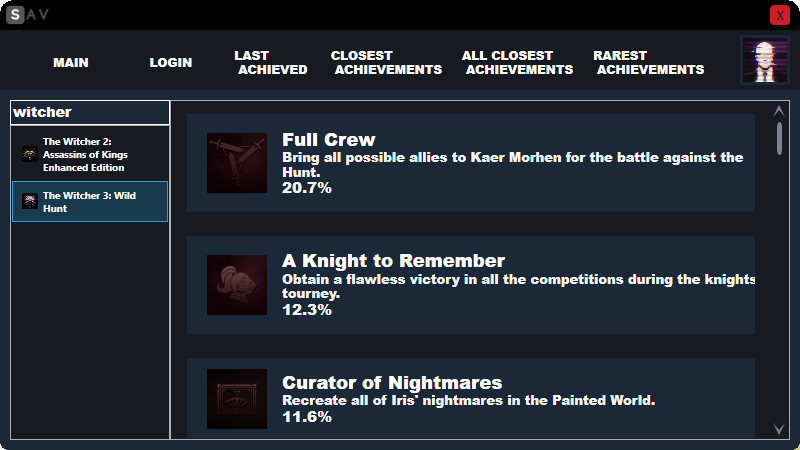 SAV
X
MAIN
LOGIN
LAST
ACHIEVED
CLOSEST
ACHIEVEMENTS
ALL CLOSEST
ACHIEVEMENTS
RAREST
ACHIEVEMENTS
witcher
The Witcher 2:
Assassins of Kings
Enhanced Edition
The Witcher 3: Wild
Hunt
Full Crew
Bring all possible allies to Kaer Morhen for the battle against the
Hunt.
20.7%
A Knight to Remember
Obtain a flawless victory in all the competitions during the knights
tourney.
12.3%
Curator of Nightmares
Recreate all of Iris' nightmares in the Painted World.
11.6%